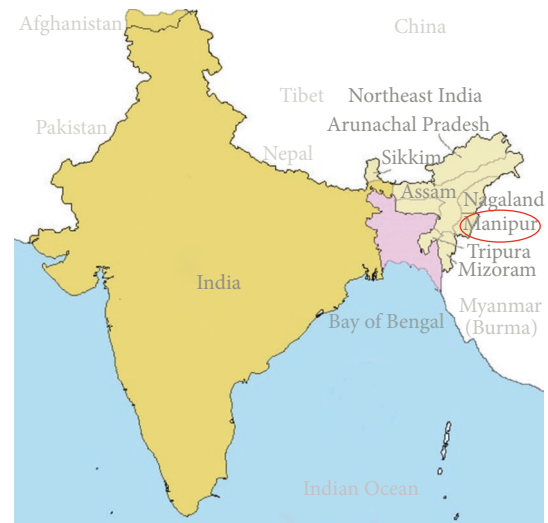 Afghanistan
China
Tibet
Northeast India
Arunachal Pradesh
Pakistan
Nepal
Sikkim
Assam
Nagaland
Manipur
Tripura
Mizoram
India
Myanmar
(Burma)
Bay of Bengal
Indian Ocean